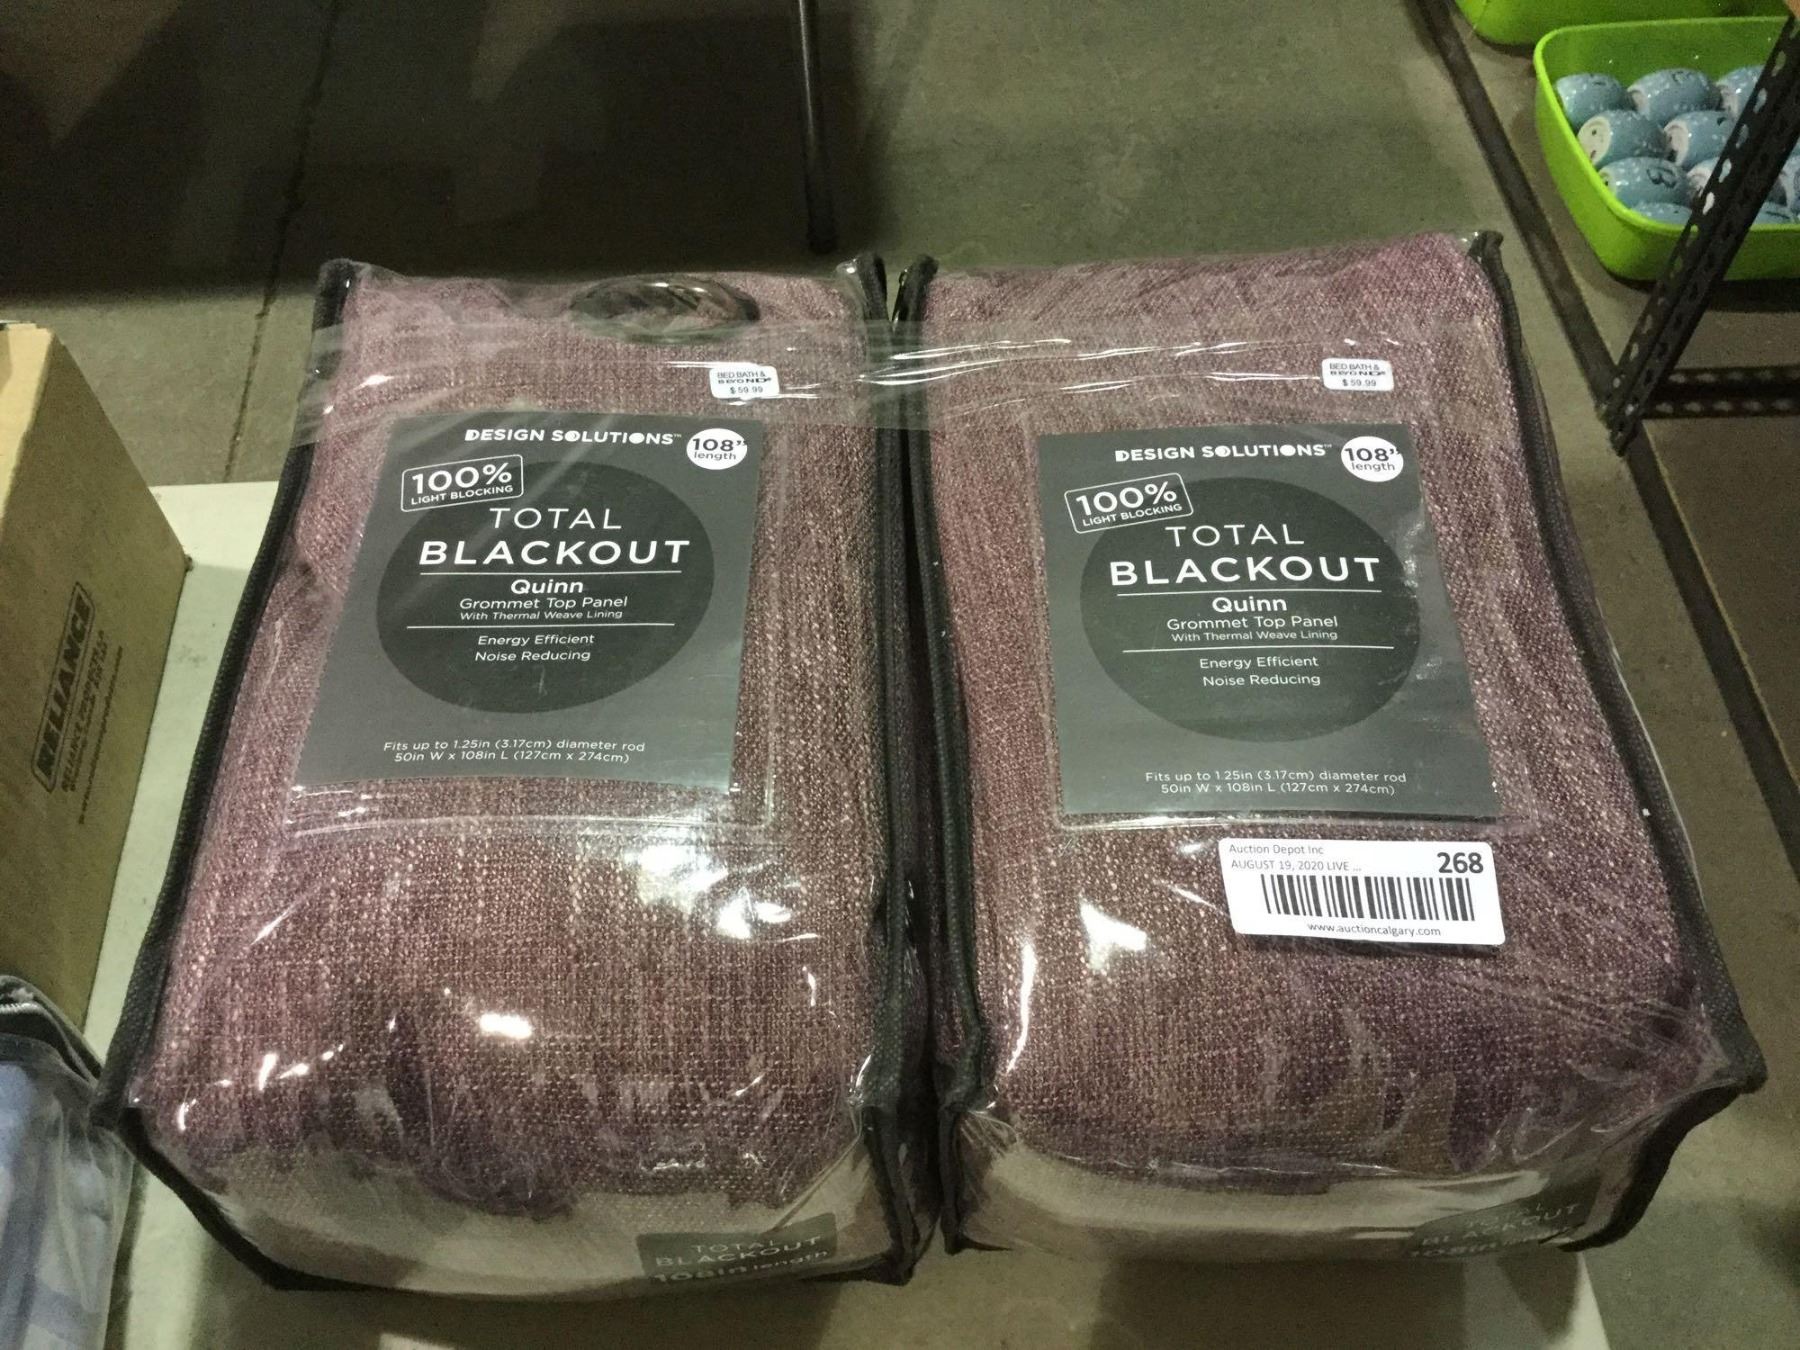 BED BATH &
BEYOND
$59.99
DESIGN SOLUTIONS™
108"
length
100%
LIGHT BLOCKING
TOTAL
BLACKOUT
Quinn
Grommet Top Panel
With Thermal Weave Lining
Energy Efficient
Noise Reducing
Fits up to 1.25in (3.17cm) diameter rod
50in W x 108in L (127cm x 274cm)
TOTAL
BLACKOUT
108in length
BED BATH &
BEYOND
$59.99
DESIGN SOLUTIONS™
108"
length
100%
LIGHT BLOCKING
TOTAL
BLACKOUT
Quinn
Grommet Top Panel
With Thermal Weave Lining
Energy Efficient
Noise Reducing
Fits up to 1.25in (3.17cm) diameter rod
50in W x 108in L (127cm x 274cm)
Auction Depot Inc
AUGUST 19, 2020 LIVE ...
268
www.auctioncalgary.com
TOTAL
BLACKOUT
RELIANCE